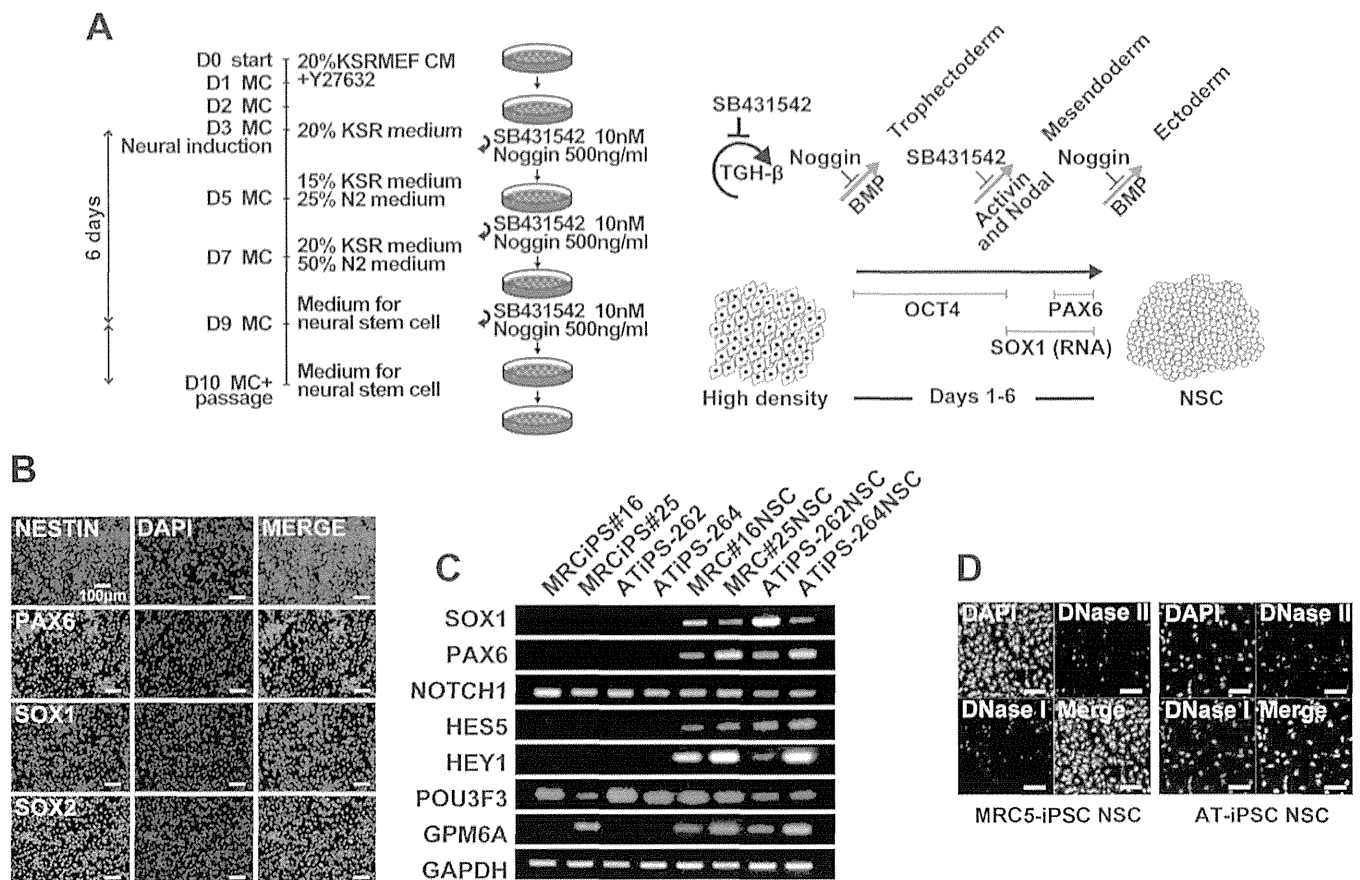 A
D0 start
20%KSRMEF CM
D1 MC
+Y27632
D2 MC
D3 MC
20% KSR medium
Neural induction
SB431542 10nM
Noggin 500ng/ml
15% KSR medium
D5 MC
25% N2 medium
SB431542 10nM
Noggin 500ng/ml
20% KSR medium
D7 MC
50% N2 medium
Medium for
D9 MC
neural stem cell
SB431542 10nM
Noggin 500ng/ml
D10 MC+
passage
Medium for
neural stem cell
6 days
SB431542
TGH-β
Noggin
BMP
Trophectoderm
SB431542
Activin
and Nodal
Mesendoderm
Noggin
BMP
Ectoderm
OCT4
PAX6
SOX1 (RNA)
High density
Days 1-6
NSC
B
NESTIN
DAPI
MERGE
100μm
PAX6
SOX1
SOX2
C
MRCiPS#16
MRCiPS#25
ATiPS-262
ATiPS-264
MRC#16NSC
MRC#25NSC
ATiPS-262NSC
ATiPS-264NSC
SOX1
PAX6
NOTCH1
HES5
HEY1
POU3F3
GPM6A
GAPDH
D
DAPI
DNase II
DNase I
Merge
MRC5-iPSC NSC
DAPI
DNase II
DNase I
Merge
AT-iPSC NSC